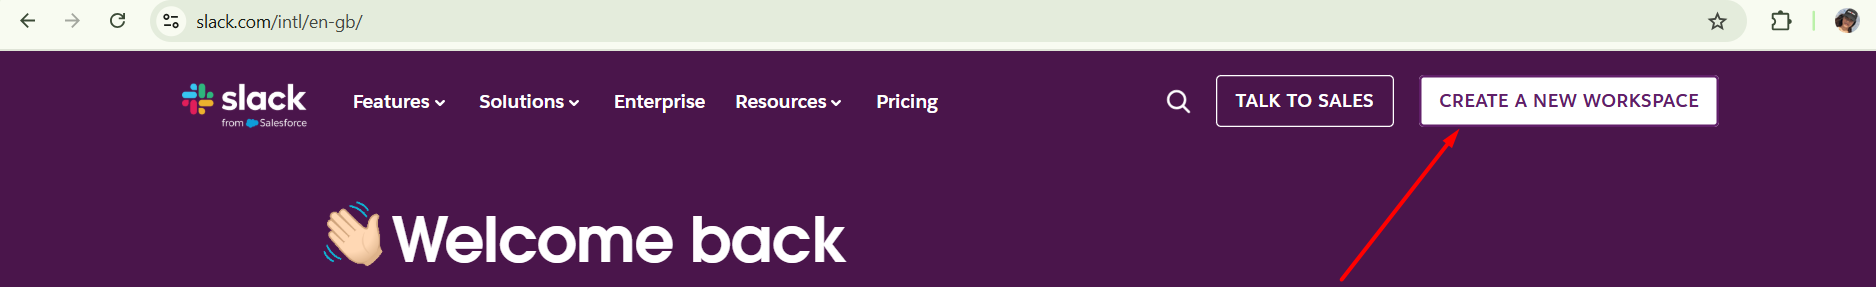 slack.com/intl/en-gb/
slack
from Salesforce
Features
Solutions
Enterprise
Resources
Pricing
TALK TO SALES
CREATE A NEW WORKSPACE
Welcome back